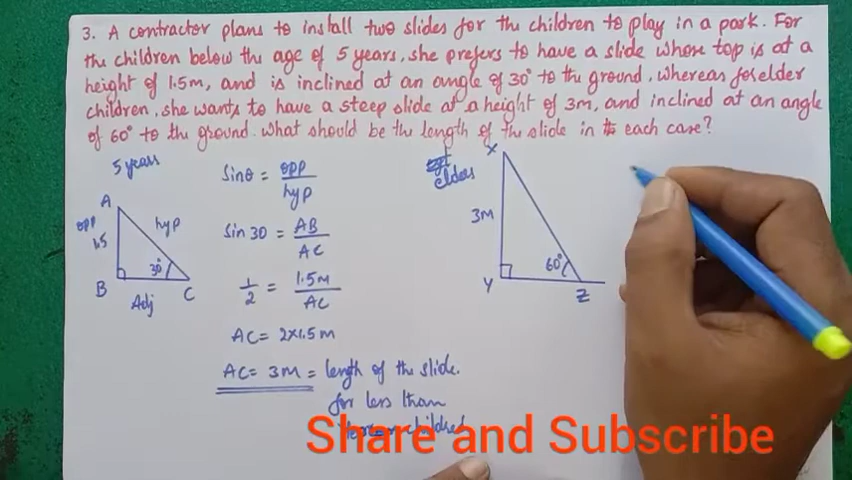 3. A contractor plans to install two slides for the children to play in a park. For
the children below the age of 5 years, she prefers to have a slide whose top is at a
height of 1.5m, and is inclined at an angle of 30° to the ground, whereas for elder
children, she wants to have a steep slide at a height of 3m, and inclined at an angle
of 60° to the ground. What should be the length of the slide in each case?
5 years
A
opp
1.5
hyp
30°
B
Adj
C
Sinθ = opp
hyp
Sin 30 = AB
AC
1/2 = 1.5m
AC
AC = 2×1.5m
AC = 3M = length of the slide.
for less than
children
elders
X
3M
60°
Y
Z
Share and Subscribe